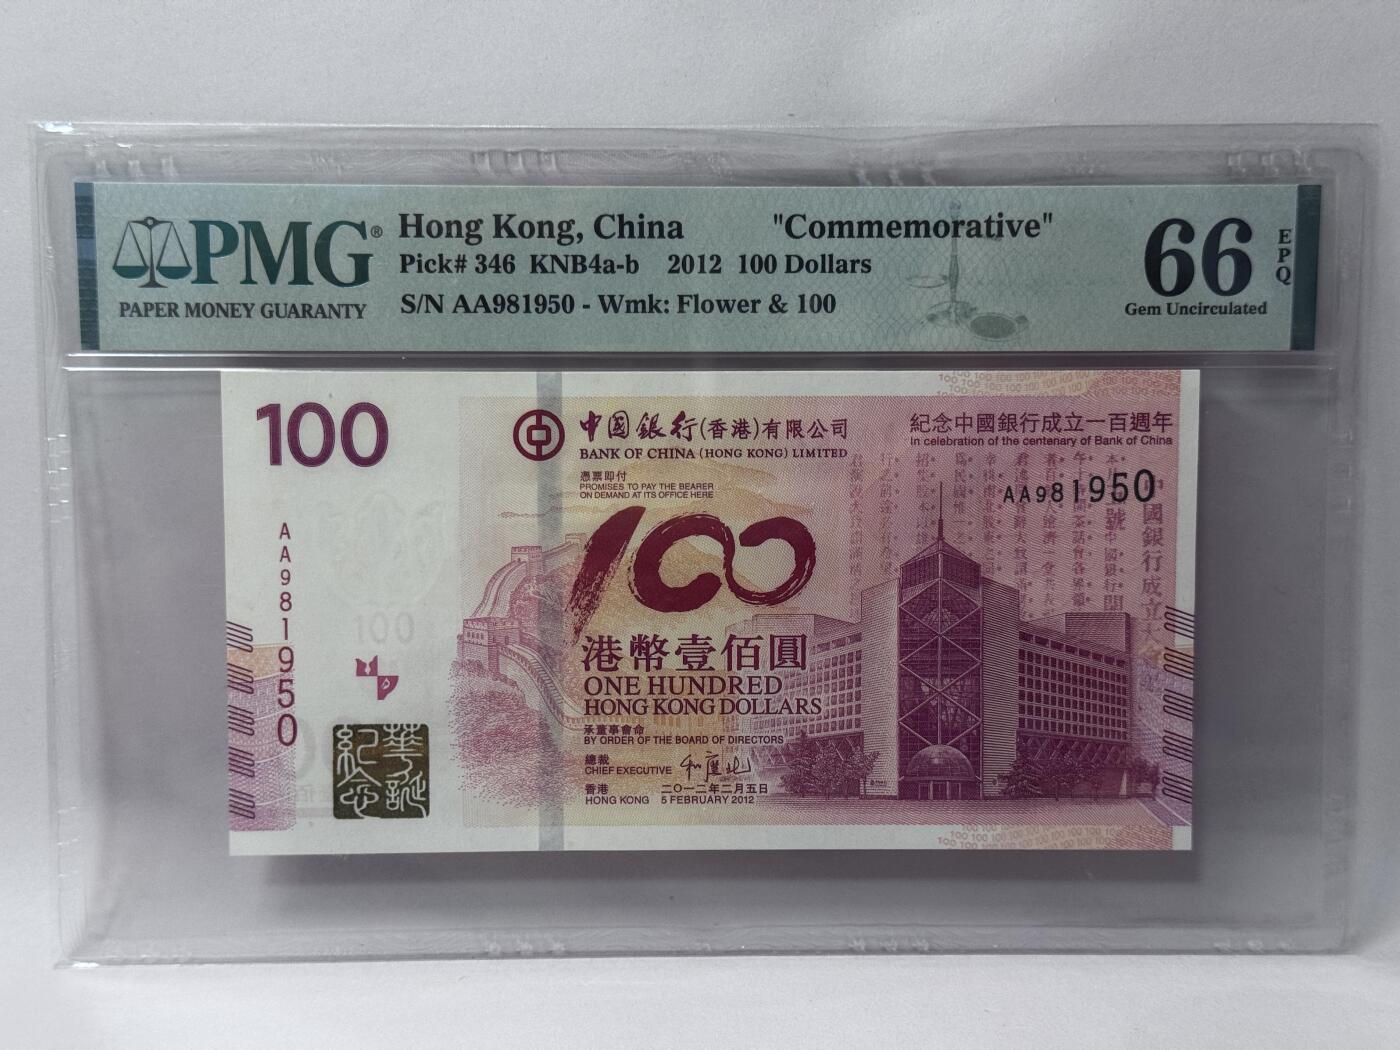 PMG®
PAPER MONEY GUARANTY
Hong Kong, China "Commemorative"
Pick# 346 KNB4a-b 2012 100 Dollars
S/N AA981950 - Wmk: Flower & 100
66
EPQ
Gem Uncirculated
100
中國銀行(香港)有限公司
BANK OF CHINA (HONG KONG) LIMITED
紀念中國銀行成立一百週年
In celebration of the centenary of Bank of China
憑票即付
PROMISES TO PAY THE BEARER
ON DEMAND AT ITS OFFICE HERE
AA981950
AA981950
100
100
港幣壹佰圓
ONE HUNDRED
HONG KONG DOLLARS
承董事會命
BY ORDER OF THE BOARD OF DIRECTORS
總裁
CHIEF EXECUTIVE
香港 二〇一二年二月五日
HONG KONG 5 FEBRUARY 2012
華誕
紀念